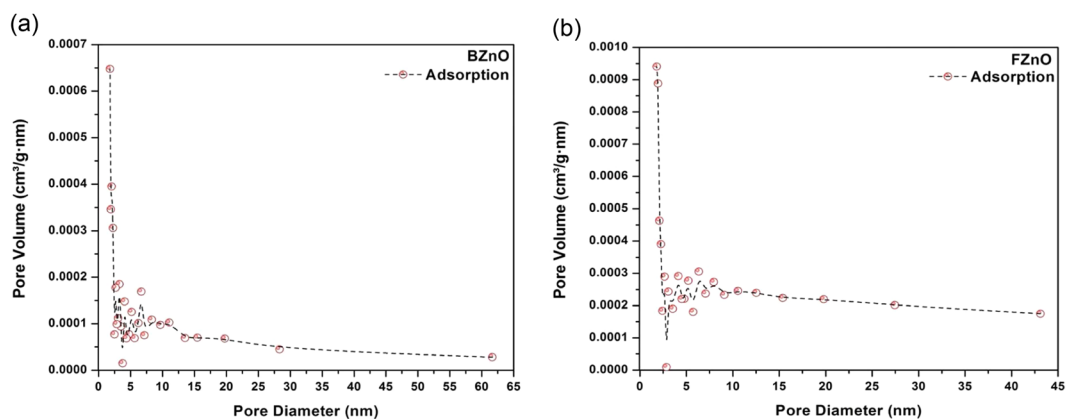 (a)
BZnO
Adsorption
0.0007
0.0006
0.0005
0.0004
0.0003
0.0002
0.0001
0.0000
Pore Volume (cm³/g·nm)
0 5 10 15 20 25 30 35 40 45 50 55 60 65
Pore Diameter (nm)
(b)
FZnO
Adsorption
0.0010
0.0009
0.0008
0.0007
0.0006
0.0005
0.0004
0.0003
0.0002
0.0001
0.0000
Pore Volume (cm³/g·nm)
0 5 10 15 20 25 30 35 40 45
Pore Diameter (nm)